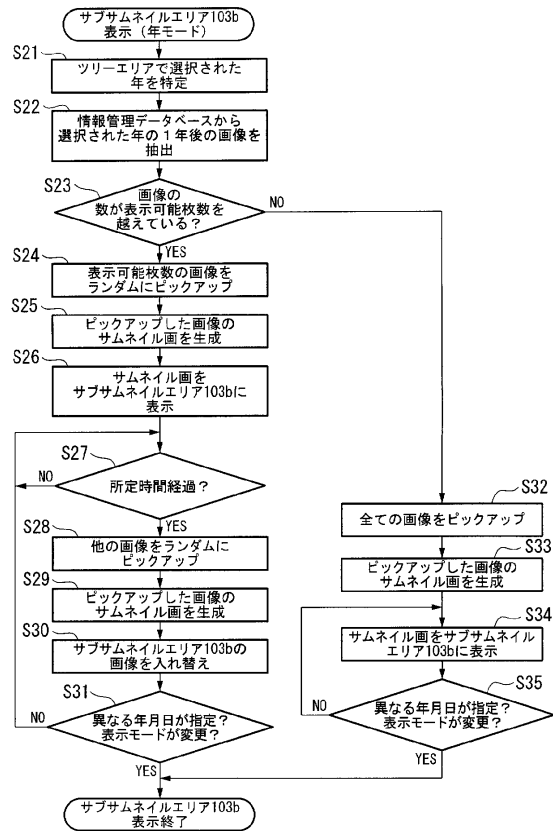 サブサムネイルエリア103b
表示（年モード）
S21
ツリーエリアで選択された
年を特定
S22
情報管理データベースから
選択された年の１年後の画像を
抽出
S23
画像の
数が表示可能枚数を
越えている？
NO
YES
S24
表示可能枚数の画像を
ランダムにピックアップ
S25
ピックアップした画像の
サムネイル画を生成
S26
サムネイル画を
サブサムネイルエリア103bに
表示
S27
所定時間経過？
NO
YES
S28
他の画像をランダムに
ピックアップ
S29
ピックアップした画像の
サムネイル画を生成
S30
サブサムネイルエリア103bの
画像を入れ替え
S31
異なる年月日が指定？
表示モードが変更？
NO
YES
S32
全ての画像をピックアップ
S33
ピックアップした画像の
サムネイル画を生成
S34
サムネイル画をサブサムネイル
エリア103bに表示
S35
異なる年月日が指定？
表示モードが変更？
NO
YES
サブサムネイルエリア103b
表示終了